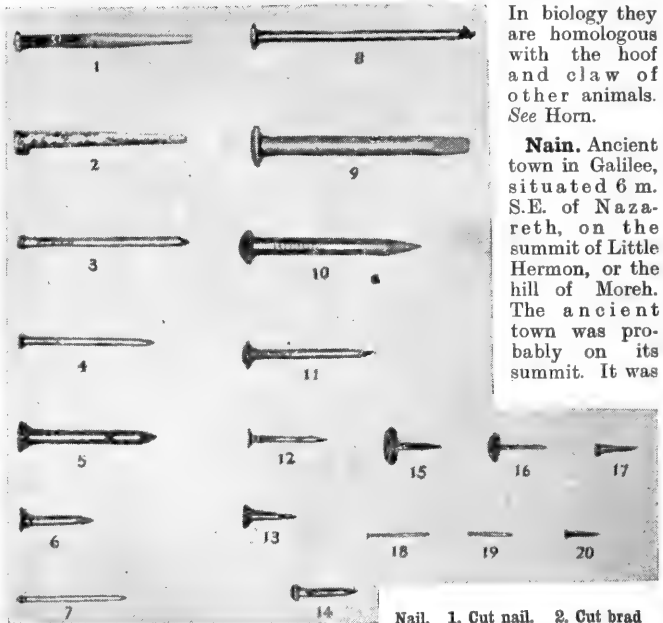 In biology they
are homologous
with the hoof
and claw of
other animals.
See Horn.
Nain. Ancient
town in Galilee,
situated 6 m.
S.E. of Naza-
reth, on the
summit of Little
Hermon, or the
hill of Moreh.
The ancient
town was pro-
bably on its
summit. It was
1
8
2
9
3
10
4
11
5
12
15
16
17
6
13
18
19
20
7
14
Nail. 1. Cut nail. 2. Cut brad